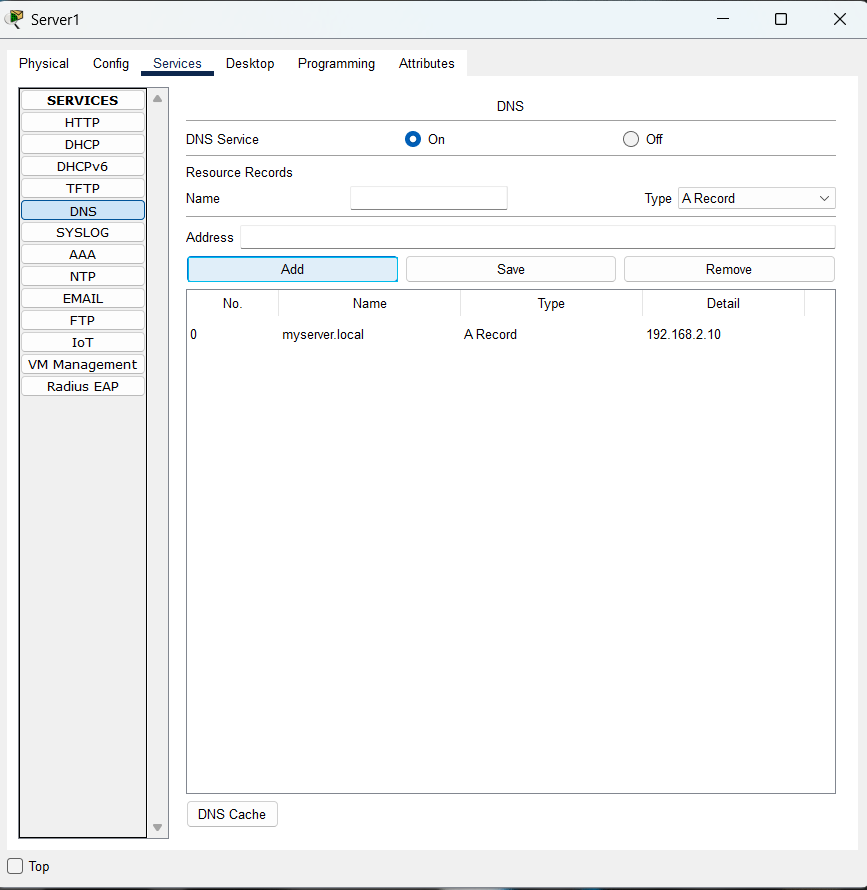 Server1
Physical Config Services Desktop Programming Attributes
SERVICES
HTTP
DHCP
DHCPv6
TFTP
DNS
SYSLOG
AAA
NTP
EMAIL
FTP
IoT
VM Management
Radius EAP
DNS
DNS Service On Off
Resource Records
Name Type A Record
Address
Add Save Remove
No. Name Type Detail
0 myserver.local A Record 192.168.2.10
DNS Cache
Top